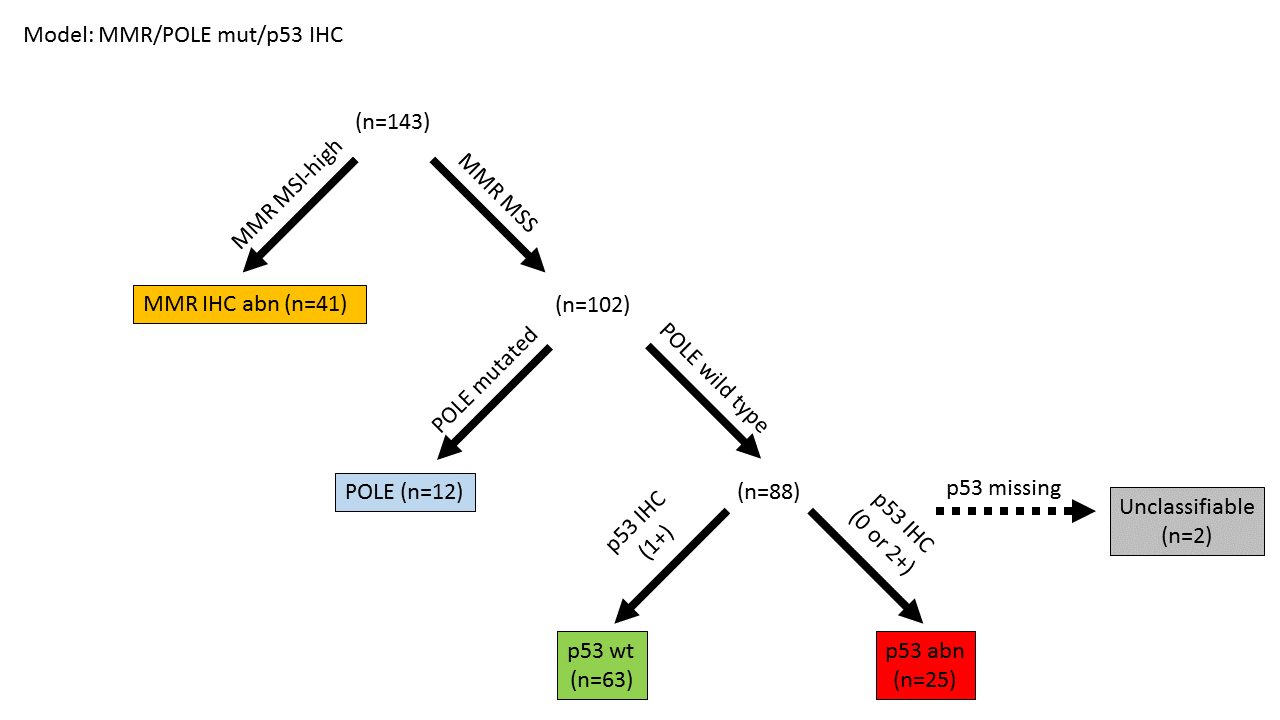 Model: MMR/POLE mut/p53 IHC
(n=143)
MMR MSI-high
MMR MSS
MMR IHC abn (n=41)
(n=102)
POLE mutated
POLE wild type
POLE (n=12)
(n=88)
p53 IHC
(1+)
p53 IHC
(0 or 2+)
p53 missing
Unclassifiable
(n=2)
p53 wt
(n=63)
p53 abn
(n=25)